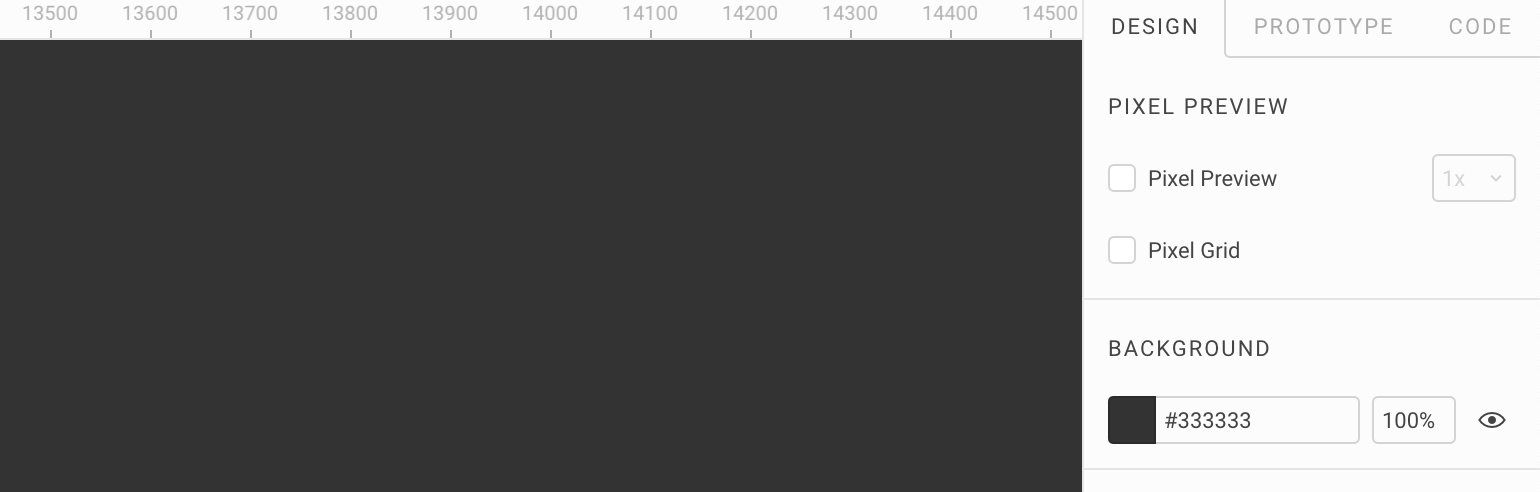 13500 13600 13700 13800 13900 14000 14100 14200 14300 14400 14500
DESIGN PROTOTYPE CODE
PIXEL PREVIEW
Pixel Preview 1x
Pixel Grid
BACKGROUND
#333333 100%